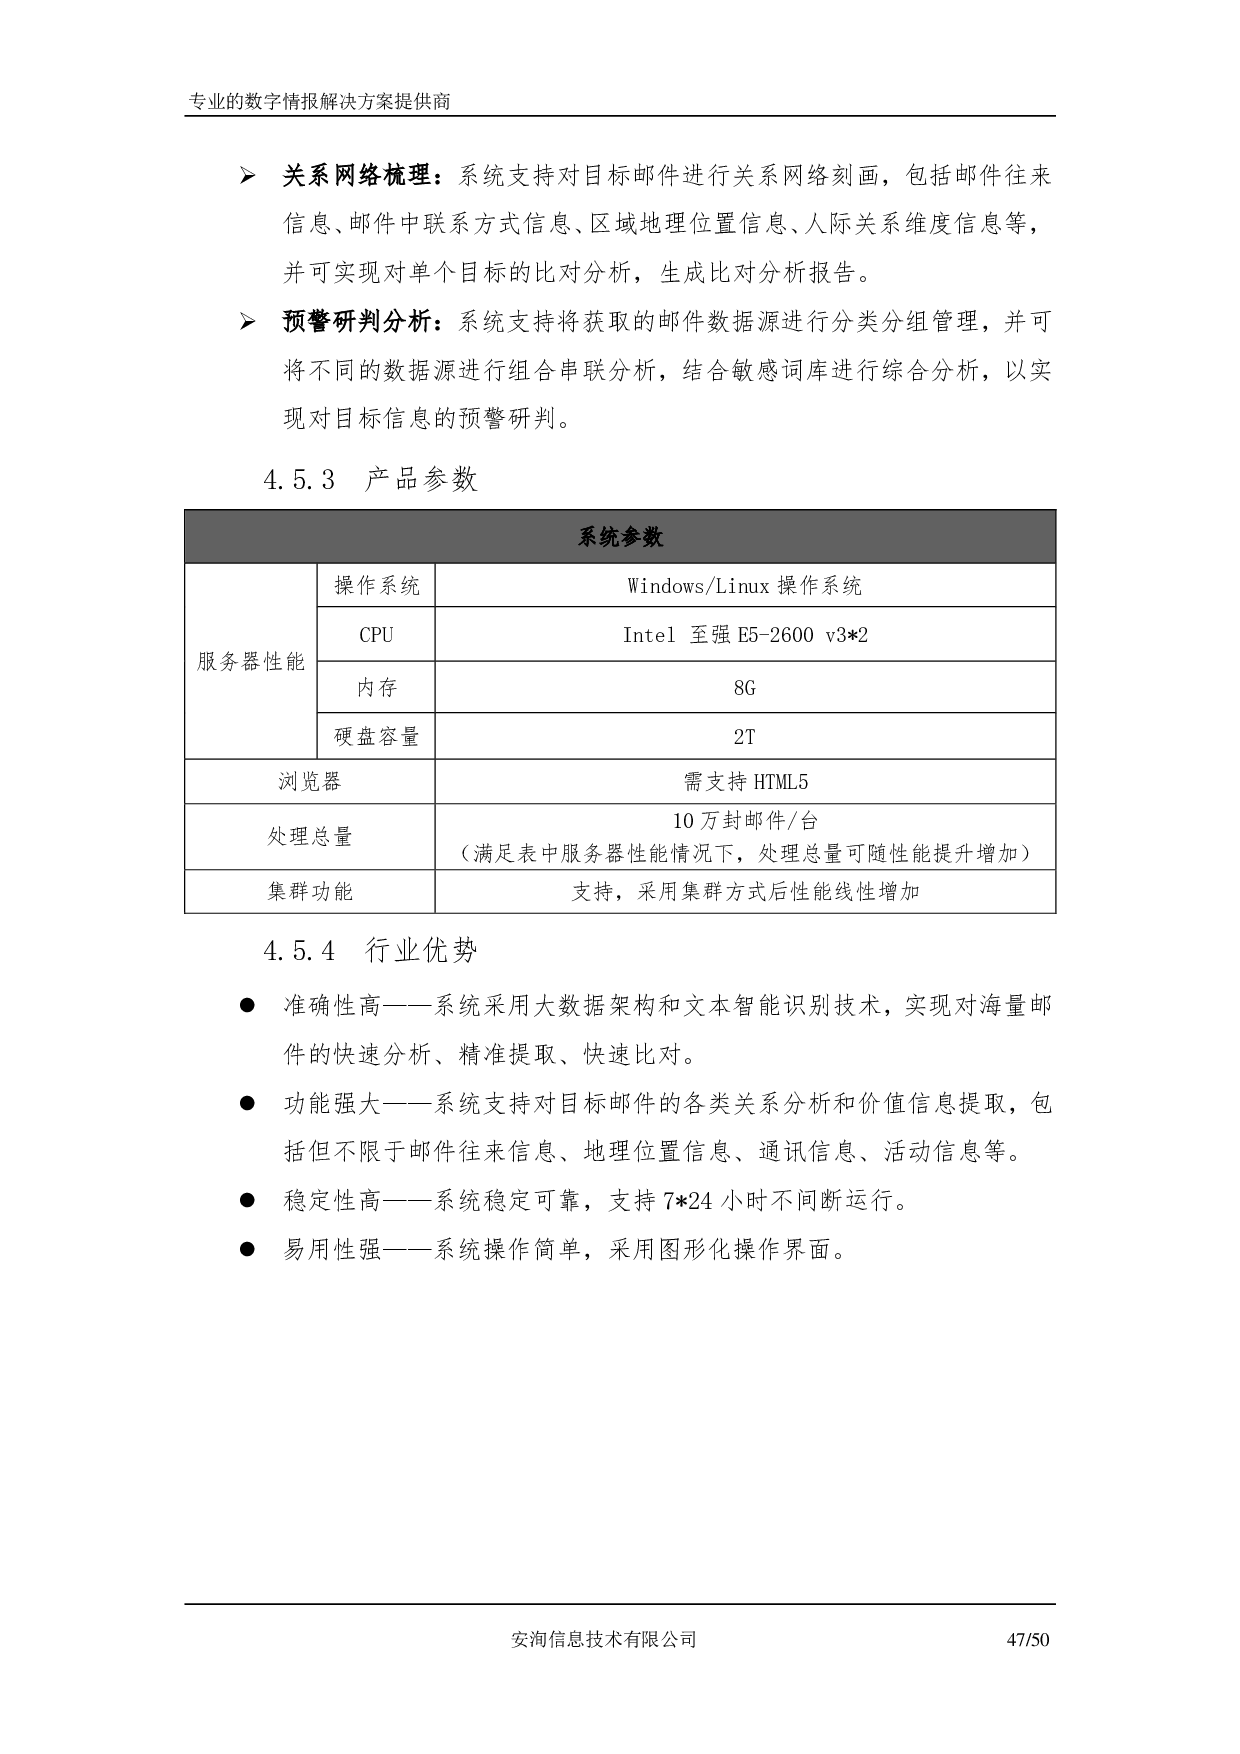 专业的数字情报解决方案提供商
➢ 关系网络梳理：系统支持对目标邮件进行关系网络刻画，包括邮件往来
信息、邮件中联系方式信息、区域地理位置信息、人际关系维度信息等，
并可实现对单个目标的比对分析，生成比对分析报告。
➢ 预警研判分析：系统支持将获取的邮件数据源进行分类分组管理，并可
将不同的数据源进行组合串联分析，结合敏感词库进行综合分析，以实
现对目标信息的预警研判。
4.5.3 产品参数
系统参数
服务器性能
操作系统 Windows/Linux 操作系统
CPU Intel 至强 E5-2600 v3*2
内存 8G
硬盘容量 2T
浏览器 需支持 HTML5
处理总量 10 万封邮件/台
（满足表中服务器性能情况下，处理总量可随性能提升增加）
集群功能 支持，采用集群方式后性能线性增加
4.5.4 行业优势
● 准确性高——系统采用大数据架构和文本智能识别技术，实现对海量邮
件的快速分析、精准提取、快速比对。
● 功能强大——系统支持对目标邮件的各类关系分析和价值信息提取，包
括但不限于邮件往来信息、地理位置信息、通讯信息、活动信息等。
● 稳定性高——系统稳定可靠，支持 7*24 小时不间断运行。
● 易用性强——系统操作简单，采用图形化操作界面。
安洵信息技术有限公司 47/50